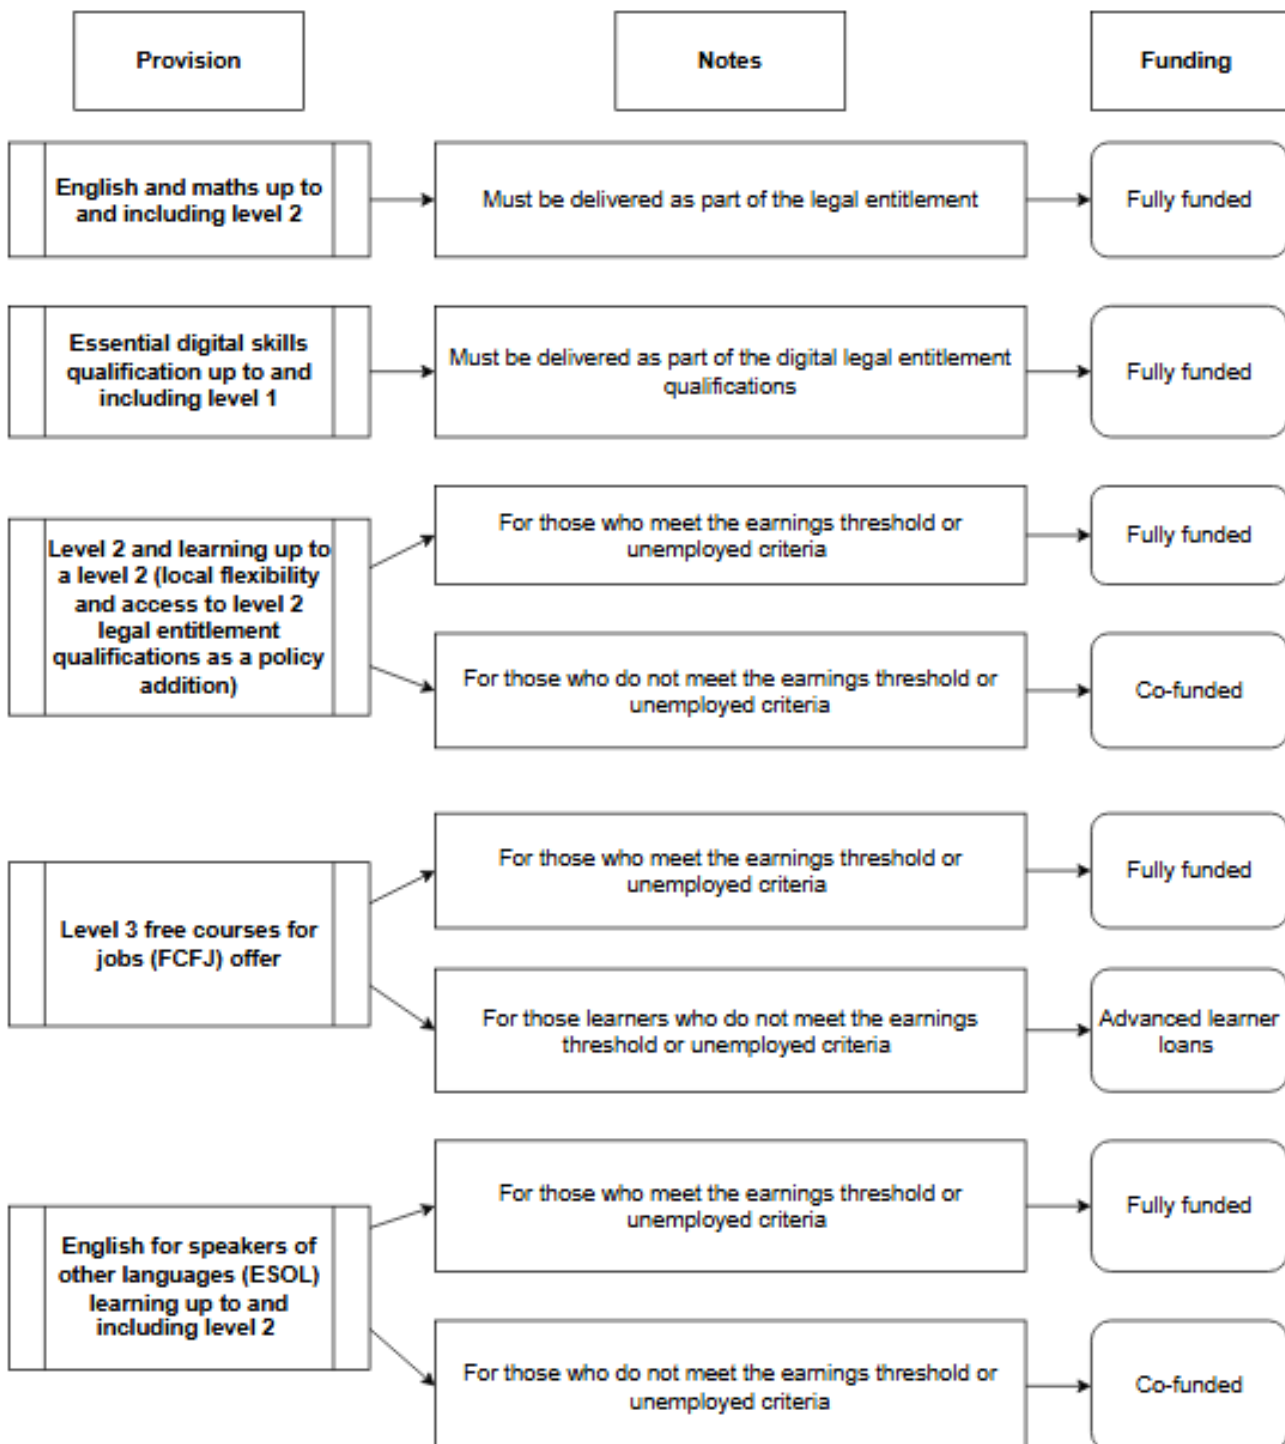 Provision
Notes
Funding
English and maths up to
and including level 2
Must be delivered as part of the legal entitlement
Fully funded
Essential digital skills
qualification up to and
including level 1
Must be delivered as part of the digital legal entitlement
qualifications
Fully funded
Level 2 and learning up to
a level 2 (local flexibility
and access to level 2
legal entitlement
qualifications as a policy
addition)
For those who meet the earnings threshold or
unemployed criteria
Fully funded
For those who do not meet the earnings threshold or
unemployed criteria
Co-funded
Level 3 free courses for
jobs (FCFJ) offer
For those who meet the earnings threshold or
unemployed criteria
Fully funded
For those learners who do not meet the earnings
threshold or unemployed criteria
Advanced learner
loans
English for speakers of
other languages (ESOL)
learning up to and
including level 2
For those who meet the earnings threshold or
unemployed criteria
Fully funded
For those who do not meet the earnings threshold or
unemployed criteria
Co-funded